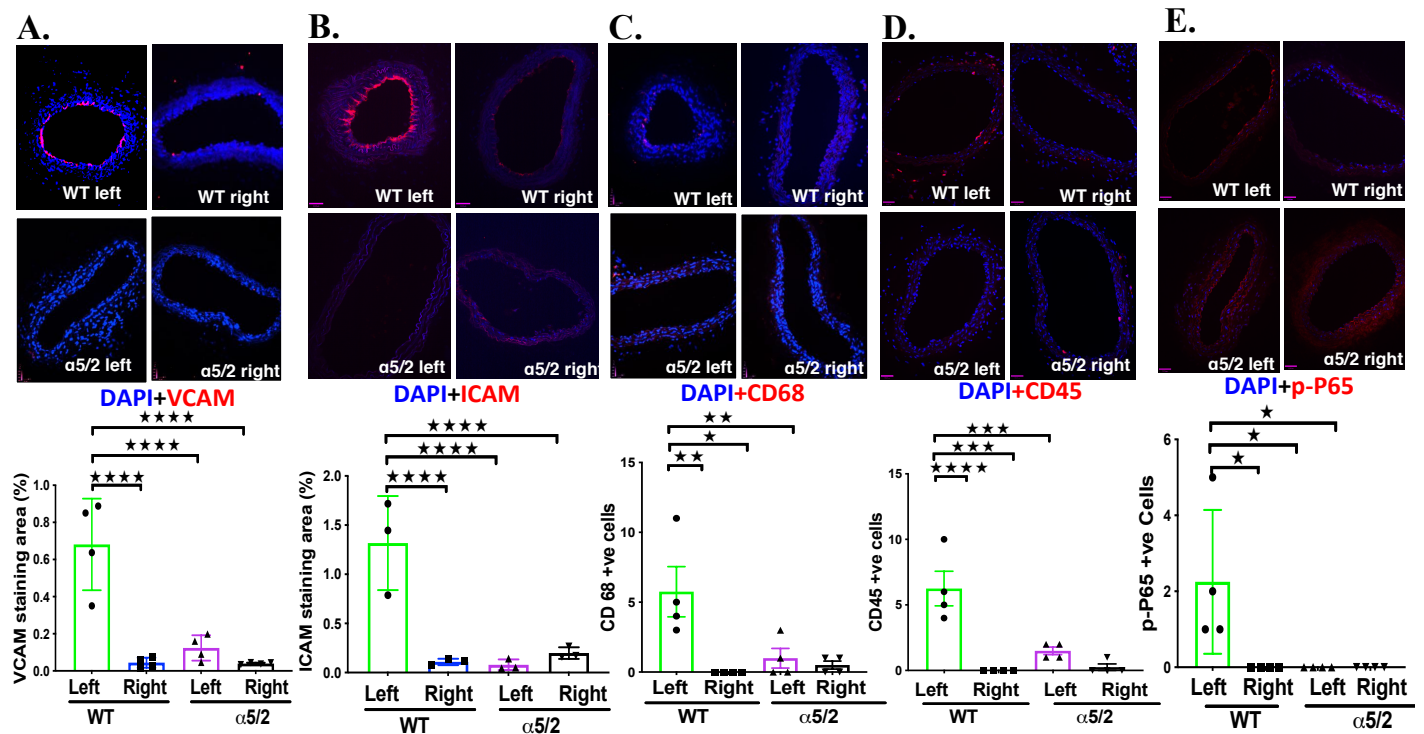 A.
B.
C.
D.
E.
WT left
WT right
WT left
WT right
WT left
WT right
WT left
WT right
WT left
WT right
α5/2 left
α5/2 right
α5/2 left
α5/2 right
α5/2 left
α5/2 right
α5/2 left
α5/2 right
α5/2 left
α5/2 right
DAPI+VCAM
DAPI+ICAM
DAPI+CD68
DAPI+CD45
DAPI+p-P65
★★★★
★★★★
★★★★
VCAM staining area (%)
1.0
0.8
0.6
0.4
0.2
0.0
Left
Right
Left
Right
WT
α5/2
★★★★
★★★★
★★★★
ICAM staining area (%)
2.0
1.5
1.0
0.5
0.0
Left
Right
Left
Right
WT
α5/2
★★
★
★★
CD 68 +ve cells
15
10
5
0
Left
Right
Left
Right
WT
α5/2
★★★
★★★
★★★★
CD45 +ve cells
15
10
5
0
Left
Right
Left
Right
WT
α5/2
★
★
★
p-P65 +ve Cells
6
4
2
0
Left
Right
Left
Right
WT
α5/2